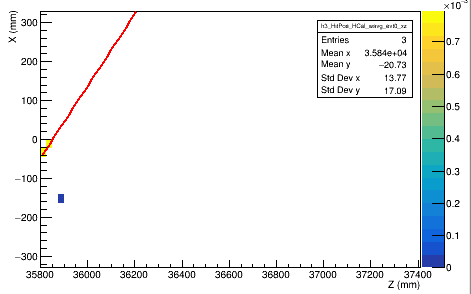 ×10⁻³
h3_HitPos_HCal_wavg_evt0_xz
Entries 3
Mean x 3.584e+04
Mean y −20.73
Std Dev x 13.77
Std Dev y 17.09
X (mm)
300
200
100
0
−100
−200
−300
35800 36000 36200 36400 36600 36800 37000 37200 37400
Z (mm)
0.7
0.6
0.5
0.4
0.3
0.2
0.1
0